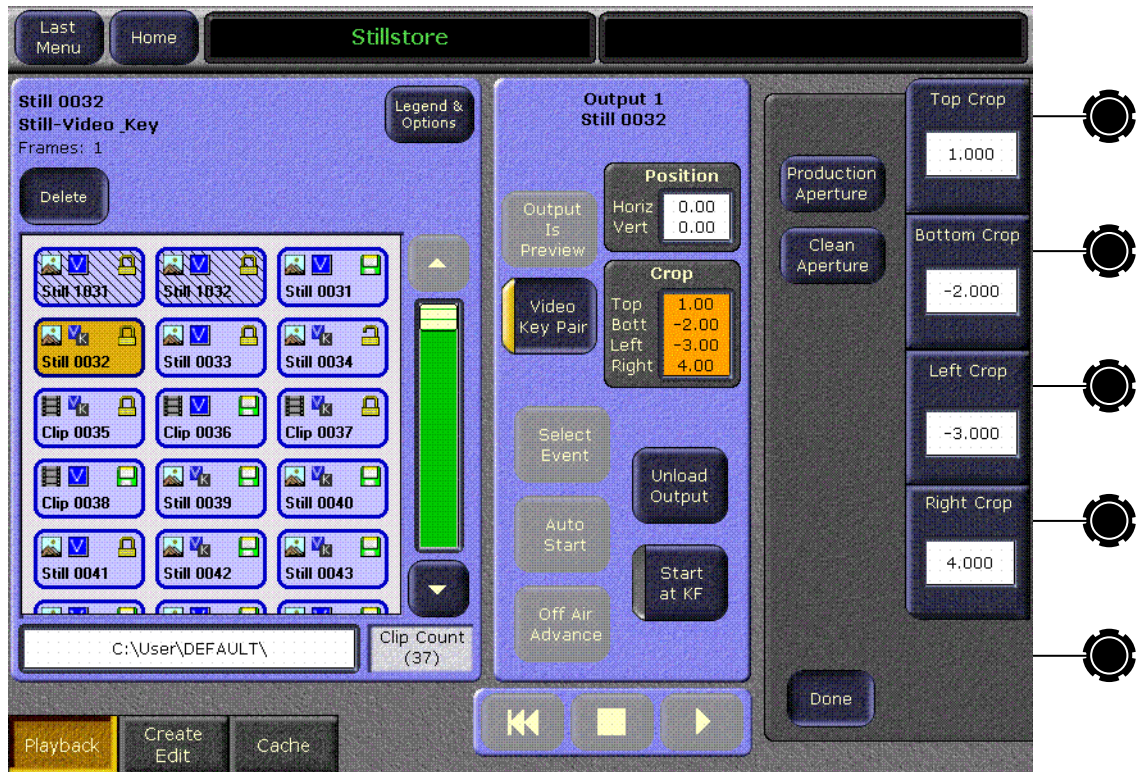 Last
Menu
Home
Stillstore
Still 0032
Still-Video_Key
Frames: 1
Legend &
Options
Delete
Still 1031
Still 1032
Still 0031
Still 0032
Still 0033
Still 0034
Clip 0035
Clip 0036
Clip 0037
Clip 0038
Still 0039
Still 0040
Still 0041
Still 0042
Still 0043
C:\User\DEFAULT\
Clip Count
(37)
Output 1
Still 0032
Output
Is
Preview
Position
Horiz 0.00
Vert 0.00
Video
Key Pair
Crop
Top 1.00
Bott -2.00
Left -3.00
Right 4.00
Select
Event
Unload
Output
Auto
Start
Start
at KF
Off Air
Advance
Production
Aperture
Clean
Aperture
Done
Top Crop
1.000
Bottom Crop
-2.000
Left Crop
-3.000
Right Crop
4.000
Playback
Create
Edit
Cache